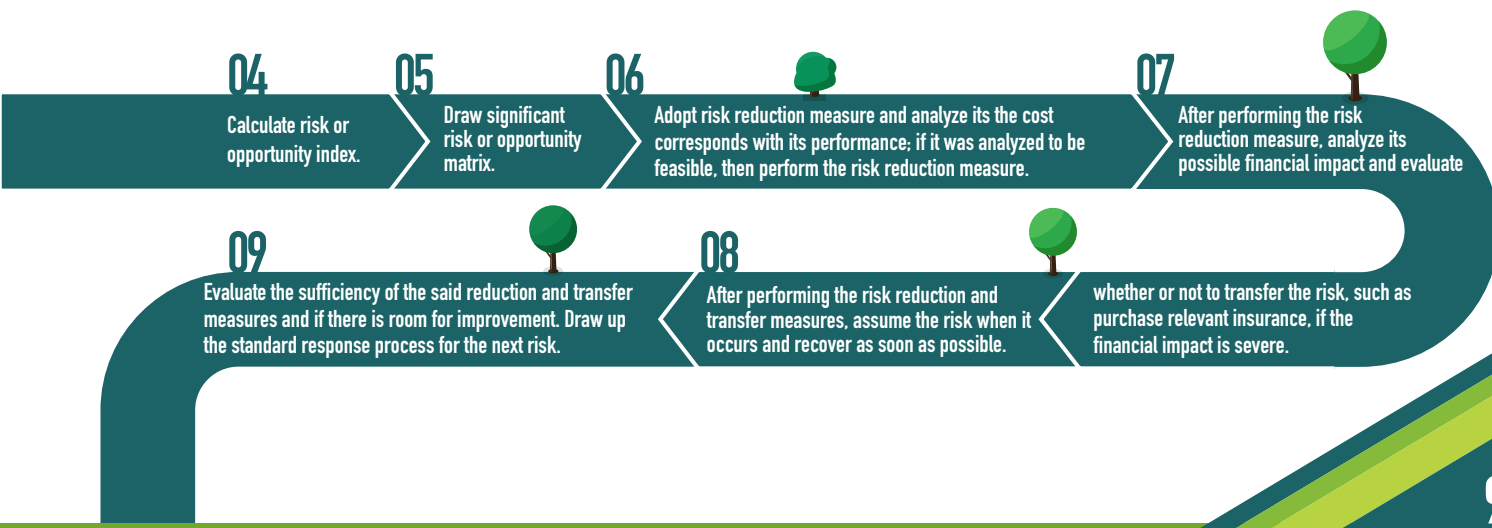 04
Calculate risk or
opportunity index.
05
Draw significant
risk or opportunity
matrix.
06
Adopt risk reduction measure and analyze its the cost
corresponds with its performance; if it was analyzed to be
feasible, then perform the risk reduction measure.
07
After performing the risk
reduction measure, analyze its
possible financial impact and evaluate
whether or not to transfer the risk, such as
purchase relevant insurance, if the
financial impact is severe.
08
After performing the risk reduction and
transfer measures, assume the risk when it
occurs and recover as soon as possible.
09
Evaluate the sufficiency of the said reduction and transfer
measures and if there is room for improvement. Draw up
the standard response process for the next risk.